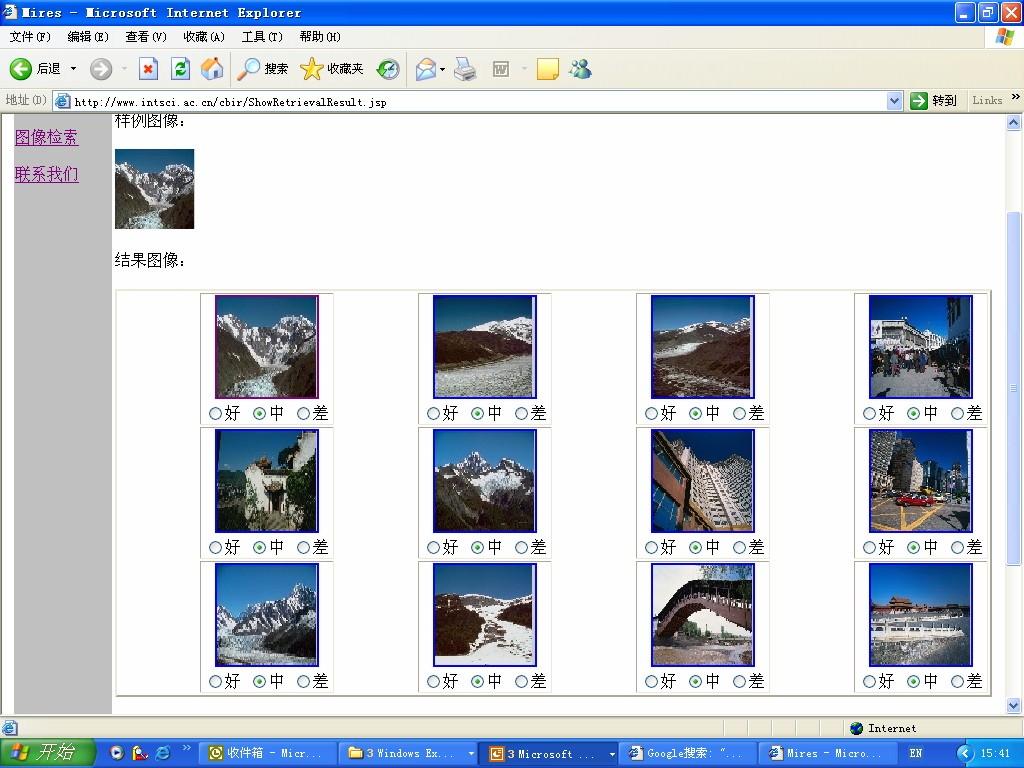 Mires - Microsoft Internet Explorer
文件(F) 编辑(E) 查看(V) 收藏(A) 工具(T) 帮助(H)
后退 搜索 收藏夹
地址(D) http://www.intsci.ac.cn/cbir/ShowRetrievalResult.jsp 转到 Links »
图像检索
联系我们
样例图像：
结果图像：
好 中 差 好 中 差 好 中 差 好 中 差
好 中 差 好 中 差 好 中 差 好 中 差
好 中 差 好 中 差 好 中 差 好 中 差
Internet
开始 » 收件箱 - Micr... 3 Windows Ex... 3 Microsoft ... Google搜索: "... Mires - Micro... EN 15:41